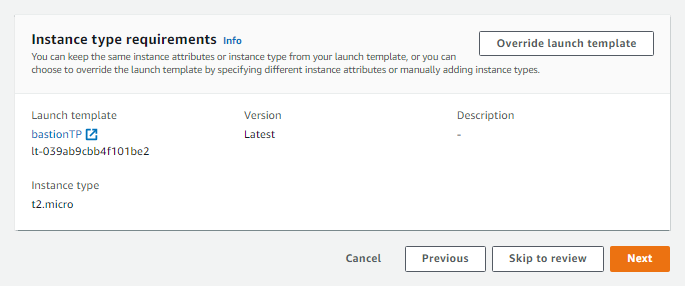 Instance type requirements Info
You can keep the same instance attributes or instance type from your launch template, or you can
choose to override the launch template by specifying different instance attributes or manually adding instance types.
Override launch template
Launch template
bastionTP
lt-039ab9cbb4f101be2
Version
Latest
Description
-
Instance type
t2.micro
Cancel
Previous
Skip to review
Next